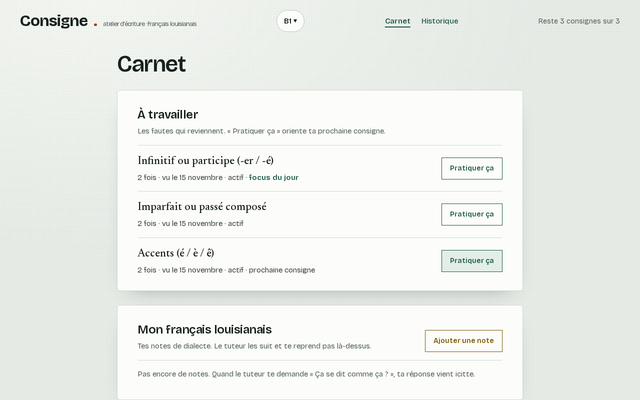 Consigne . atelier d'écriture · français louisianais
B1 ▾
Carnet Historique
Reste 3 consignes sur 3
Carnet
À travailler
Les fautes qui reviennent. « Pratiquer ça » oriente ta prochaine consigne.
Infinitif ou participe (-er / -é)
2 fois · vu le 15 novembre · actif · focus du jour
Pratiquer ça
Imparfait ou passé composé
2 fois · vu le 15 novembre · actif
Pratiquer ça
Accents (é / è / ê)
2 fois · vu le 15 novembre · actif · prochaine consigne
Pratiquer ça
Mon français louisianais
Tes notes de dialecte. Le tuteur les suit et te reprend pas là-dessus.
Ajouter une note
Pas encore de notes. Quand le tuteur te demande « Ça se dit comme ça ? », ta réponse vient icitte.